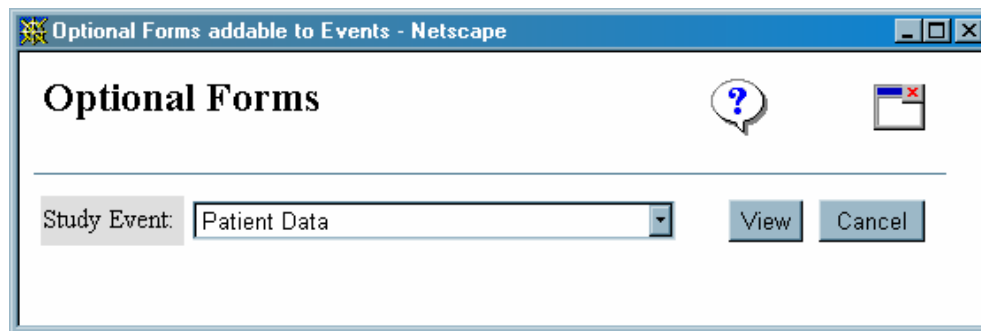 Optional Forms addable to Events - Netscape
Optional Forms
?
Study Event: Patient Data View Cancel